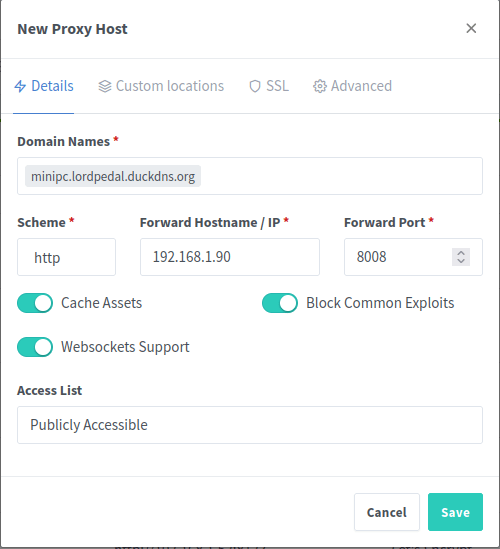 New Proxy Host
Details Custom locations SSL Advanced
Domain Names *
minipc.lordpedal.duckdns.org
Scheme * Forward Hostname / IP * Forward Port *
http 192.168.1.90 8008
Cache Assets Block Common Exploits
Websockets Support
Access List
Publicly Accessible
Cancel Save